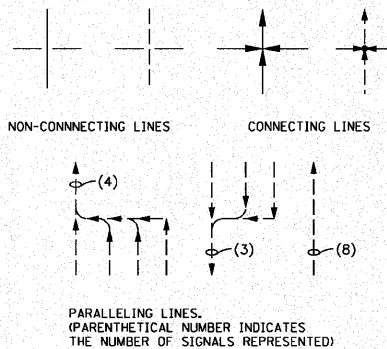 NON-CONNNECTING LINES
CONNECTING LINES
(4)
(3)
(8)
PARALLELING LINES.
(PARENTHETICAL NUMBER INDICATES
THE NUMBER OF SIGNALS REPRESENTED)